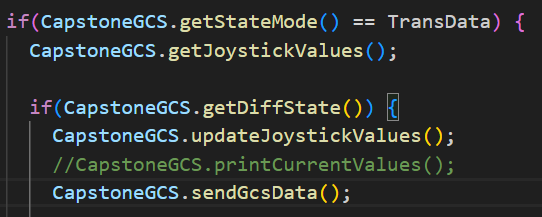 if(CapstoneGCS.getStateMode() == TransData) {
CapstoneGCS.getJoystickValues();
if(CapstoneGCS.getDiffState()) {
CapstoneGCS.updateJoystickValues();
//CapstoneGCS.printCurrentValues();
CapstoneGCS.sendGcsData();